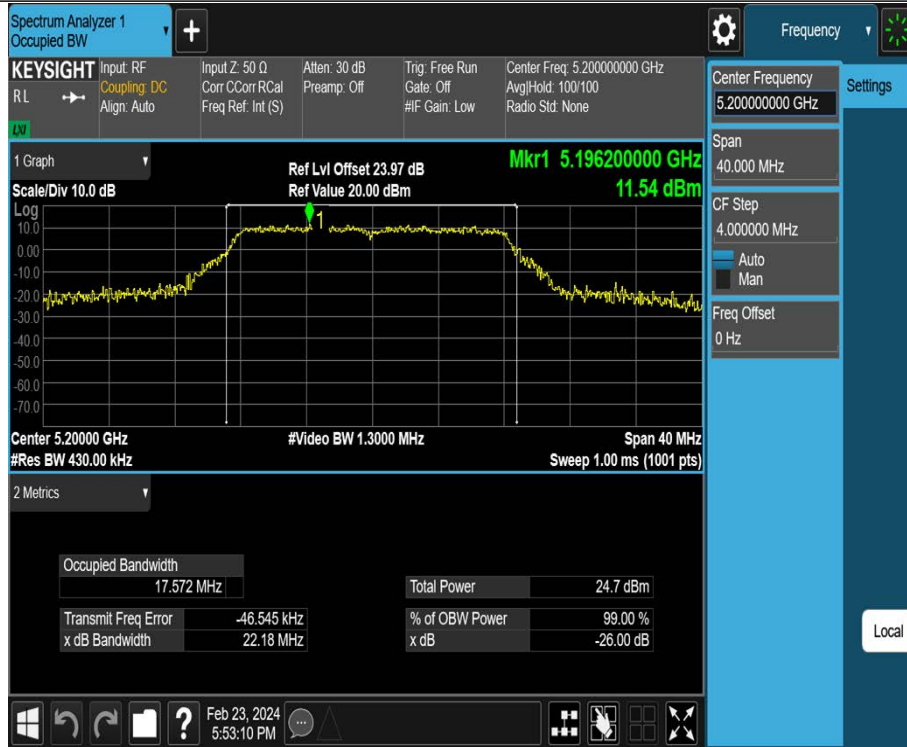 Spectrum Analyzer 1
Occupied BW
+
Frequency
KEYSIGHT
R L
LXI
Input: RF
Coupling: DC
Align: Auto
Input Z: 50 Ω
Corr CCorr RCal
Freq Ref: Int (S)
Atten: 30 dB
Preamp: Off
Trig: Free Run
Gate: Off
#IF Gain: Low
Center Freq: 5.200000000 GHz
Avg|Hold: 100/100
Radio Std: None
Center Frequency
5.200000000 GHz
Settings
Span
40.000 MHz
CF Step
4.000000 MHz
Auto
Man
Freq Offset
0 Hz
Local
1 Graph
Scale/Div 10.0 dB
Ref Lvl Offset 23.97 dB
Ref Value 20.00 dBm
Mkr1 5.196200000 GHz
11.54 dBm
Log
10.0
0.00
-10.0
-20.0
-30.0
-40.0
-50.0
-60.0
-70.0
1
Center 5.20000 GHz
#Video BW 1.3000 MHz
Span 40 MHz
#Res BW 430.00 kHz
Sweep 1.00 ms (1001 pts)
2 Metrics
Occupied Bandwidth
17.572 MHz
Total Power 24.7 dBm
Transmit Freq Error -46.545 kHz
% of OBW Power 99.00 %
x dB Bandwidth 22.18 MHz
x dB -26.00 dB
?
Feb 23, 2024
5:53:10 PM